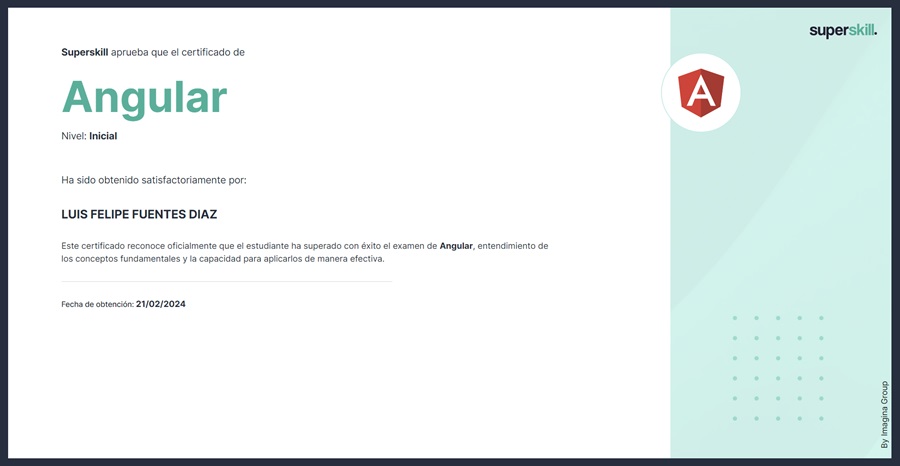 Superskill aprueba que el certificado de
superskill.
Angular
Nivel: Inicial
Ha sido obtenido satisfactoriamente por:
LUIS FELIPE FUENTES DIAZ
Este certificado reconoce oficialmente que el estudiante ha superado con éxito el examen de Angular, entendimiento de
los conceptos fundamentales y la capacidad para aplicarlos de manera efectiva.
Fecha de obtención: 21/02/2024
By Imagina Group